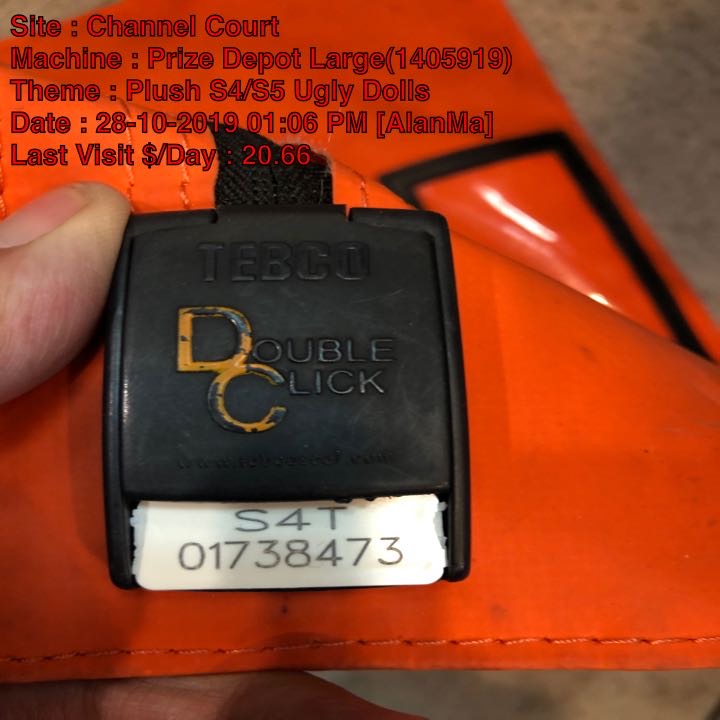 Site : Channel Court
Machine : Prize Depot Large(1405919)
Theme : Plush S4/S5 Ugly Dolls
Date : 28-10-2019 01:06 PM [AlanMa]
Last Visit $/Day : 20.66
TEBCO
DOUBLE
CLICK
S4T
01738473